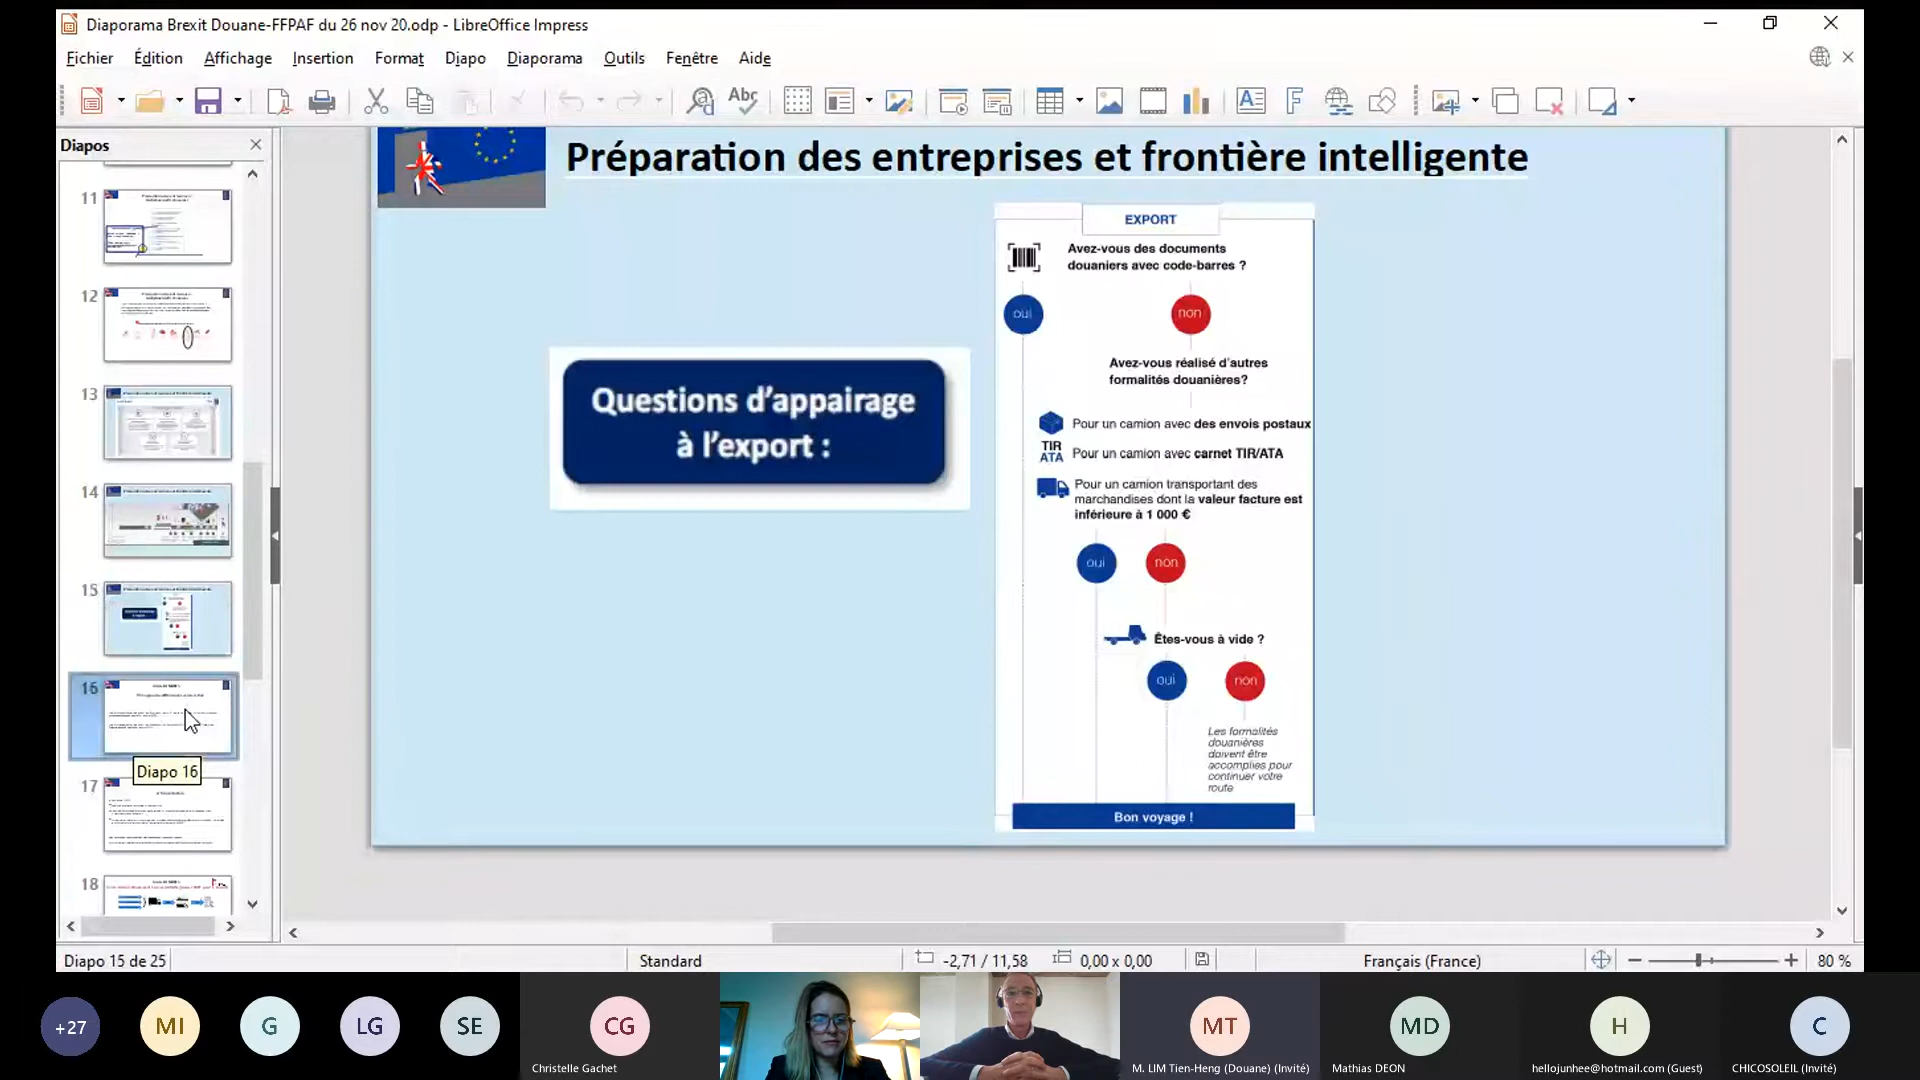 Diaporama Brexit Douane-FFPAF du 26 nov 20.odp - LibreOffice Impress
Fichier Édition Affichage Insertion Format Diapo Diaporama Outils Fenêtre Aide
Abc
Diapos
11
12
13
14
15
16
Diapo 16
17
18
Préparation des entreprises et frontière intelligente
Questions d'appairage
à l'export :
EXPORT
Avez-vous des documents
douaniers avec code-barres ?
oui
non
Avez-vous réalisé d'autres
formalités douanières?
Pour un camion avec des envois postaux
TIR
ATA
Pour un camion avec carnet TIR/ATA
Pour un camion transportant des
marchandises dont la valeur facture est
inférieure à 1 000 €
oui
non
Êtes-vous à vide ?
oui
non
Les formalités
douanières
doivent être
accomplies pour
continuer votre
route
Bon voyage !
Diapo 15 de 25
Standard
-2,71 / 11,58
0,00 x 0,00
Français (France)
80 %
+27
MI
G
LG
SE
CG
Christelle Gachet
MT
M. LIM Tien-Heng (Douane) (Invité)
MD
Mathias DEON
H
hellojunhee@hotmail.com (Guest)
C
CHICOSOLEIL (Invité)